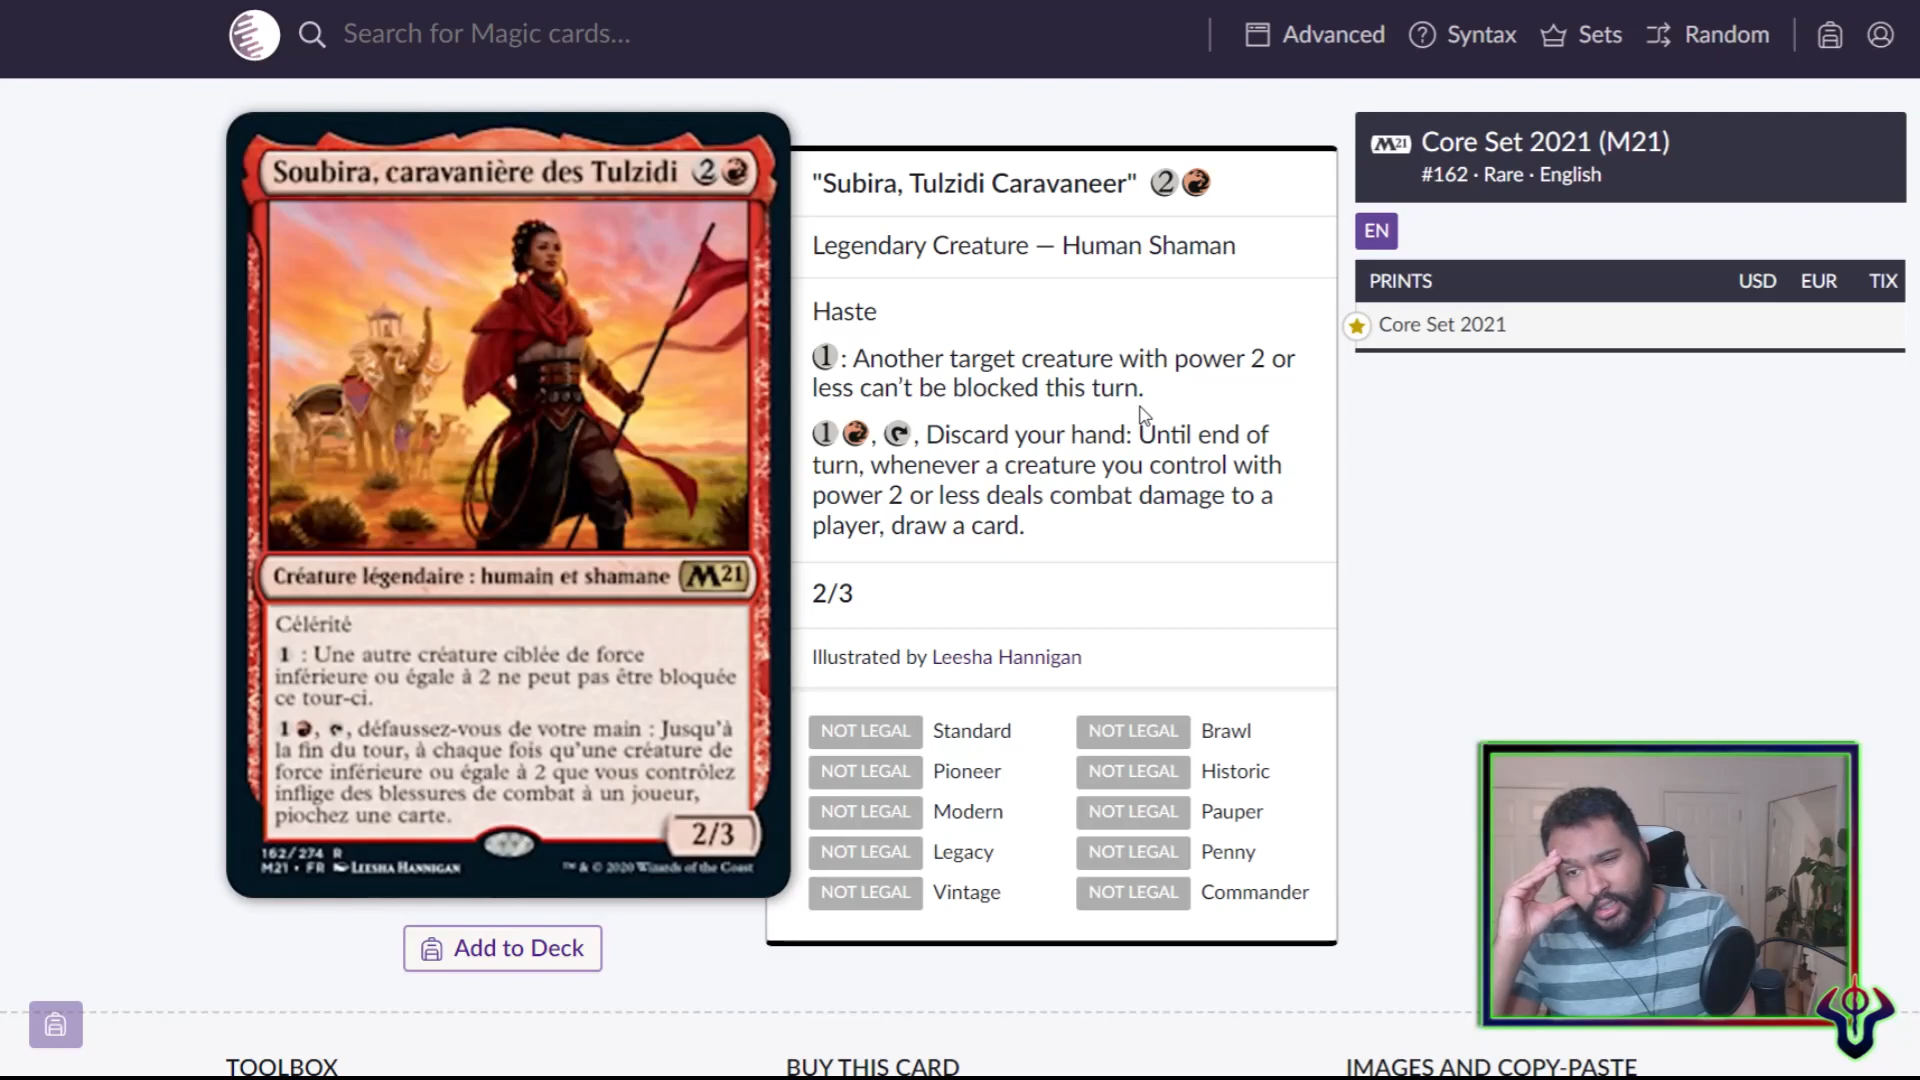 Search for Magic cards...
Advanced
Syntax
Sets
Random
Soubira, caravanière des Tulzidi 2
Créature légendaire : humain et shamane M21
Célérité
1 : Une autre créature ciblée de force
inférieure ou égale à 2 ne peut pas être bloquée
ce tour-ci.
1 , , défaussez-vous de votre main : Jusqu'à
la fin du tour, à chaque fois qu'une créature de
force inférieure ou égale à 2 que vous contrôlez
inflige des blessures de combat à un joueur,
piochez une carte.
2/3
162/274 R
M21 • FR LEESHA HANNIGAN
™ & © 2020 Wizards of the Coast
Add to Deck
"Subira, Tulzidi Caravaneer" 2
Legendary Creature — Human Shaman
Haste
1: Another target creature with power 2 or
less can't be blocked this turn.
1 , , Discard your hand: Until end of
turn, whenever a creature you control with
power 2 or less deals combat damage to a
player, draw a card.
2/3
Illustrated by Leesha Hannigan
NOT LEGAL Standard NOT LEGAL Brawl
NOT LEGAL Pioneer NOT LEGAL Historic
NOT LEGAL Modern NOT LEGAL Pauper
NOT LEGAL Legacy NOT LEGAL Penny
NOT LEGAL Vintage NOT LEGAL Commander
M21 Core Set 2021 (M21)
#162 · Rare · English
EN
PRINTS USD EUR TIX
Core Set 2021
TOOLBOX
BUY THIS CARD
IMAGES AND COPY-PASTE